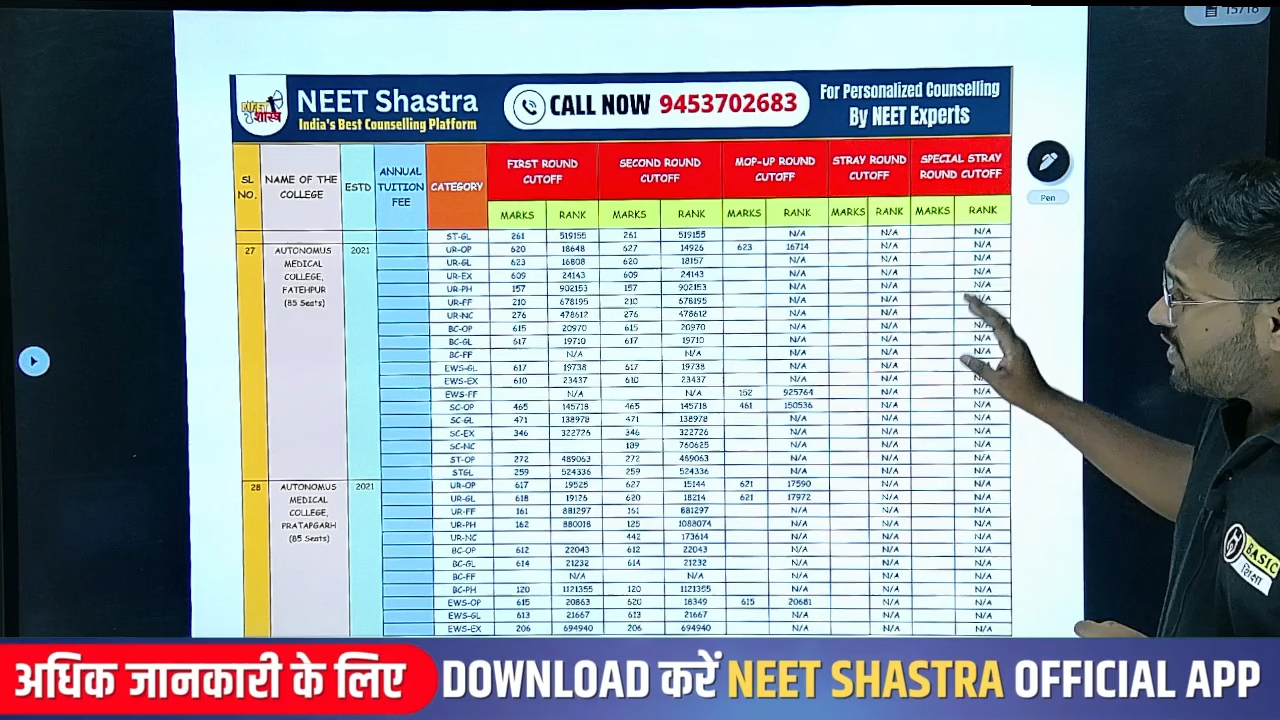 15/18
NEET शास्त्र
NEET Shastra
India's Best Counselling Platform
CALL NOW 9453702683
For Personalized Counselling
By NEET Experts
SL NO. NAME OF THE COLLEGE ESTD ANNUAL TUITION FEE CATEGORY FIRST ROUND CUTOFF SECOND ROUND CUTOFF MOP-UP ROUND CUTOFF STRAY ROUND CUTOFF SPECIAL STRAY ROUND CUTOFF
MARKS RANK MARKS RANK MARKS RANK MARKS RANK MARKS RANK
Pen
ST-GL 261 519155 261 519155 N/A N/A N/A
27 AUTONOMUS MEDICAL COLLEGE, FATEHPUR (85 Seats) 2021 UR-OP 620 18648 627 14926 623 16714 N/A N/A
UR-GL 623 16808 620 18157 N/A N/A N/A
UR-EX 609 24143 609 24143 N/A N/A N/A
UR-PH 157 902153 157 902153 N/A N/A N/A
UR-FF 210 678195 210 678195 N/A N/A N/A
UR-NC 276 478612 276 478612 N/A N/A
BC-OP 615 20970 615 20970 N/A N/A N/A
BC-GL 617 19710 617 19710 N/A N/A N/A
BC-FF N/A N/A N/A N/A N/A
EWS-GL 617 19738 617 19738 N/A N/A N/A
EWS-EX 610 23437 610 23437 N/A N/A N/A
EWS-FF N/A N/A 152 925764 N/A N/A
SC-OP 465 145718 465 145718 461 150536 N/A N/A
SC-GL 471 138978 471 138978 N/A N/A N/A
SC-EX 346 322726 346 322726 N/A N/A N/A
SC-NC 189 760625 N/A N/A N/A
ST-OP 272 489063 272 489063 N/A N/A N/A
STGL 259 524336 259 524336 N/A N/A N/A
28 AUTONOMUS MEDICAL COLLEGE, PRATAPGARH (85 Seats) 2021 UR-OP 617 19525 627 15144 621 17590 N/A N/A
UR-GL 618 19126 620 18214 621 17972 N/A N/A
UR-FF 161 881297 161 881297 N/A N/A N/A
UR-PH 162 880018 125 1088074 N/A N/A N/A
UR-NC 442 173614 N/A N/A N/A
BC-OP 612 22043 612 22043 N/A N/A N/A
BC-GL 614 21232 614 21232 N/A N/A N/A
BC-FF N/A N/A N/A N/A N/A
BC-PH 120 1121355 120 1121355 N/A N/A N/A
EWS-OP 615 20863 620 18349 615 20681 N/A N/A
EWS-GL 613 21667 613 21667 N/A N/A N/A
EWS-EX 206 694940 206 694940 N/A N/A N/A
BASIC
शिक्षा
अधिक जानकारी के लिए DOWNLOAD करें NEET SHASTRA OFFICIAL APP